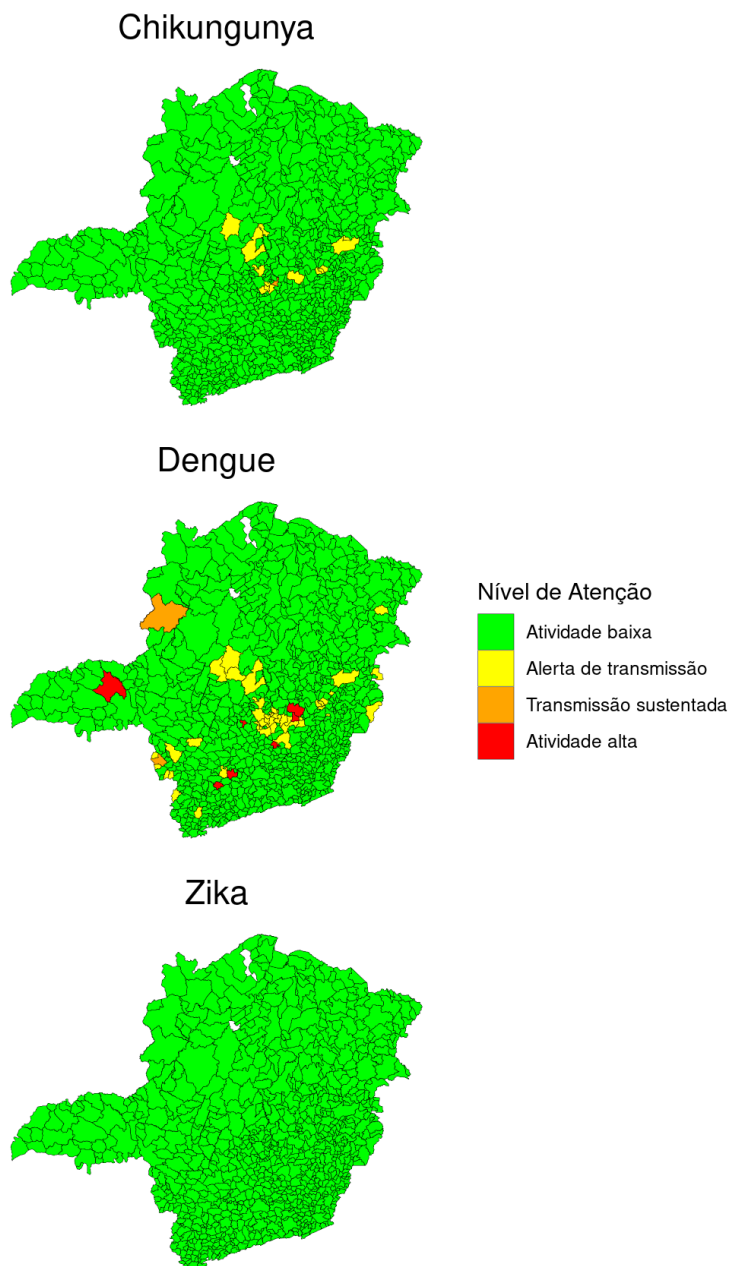 Chikungunya
Dengue
Nível de Atenção
Atividade baixa
Alerta de transmissão
Transmissão sustentada
Atividade alta
Zika